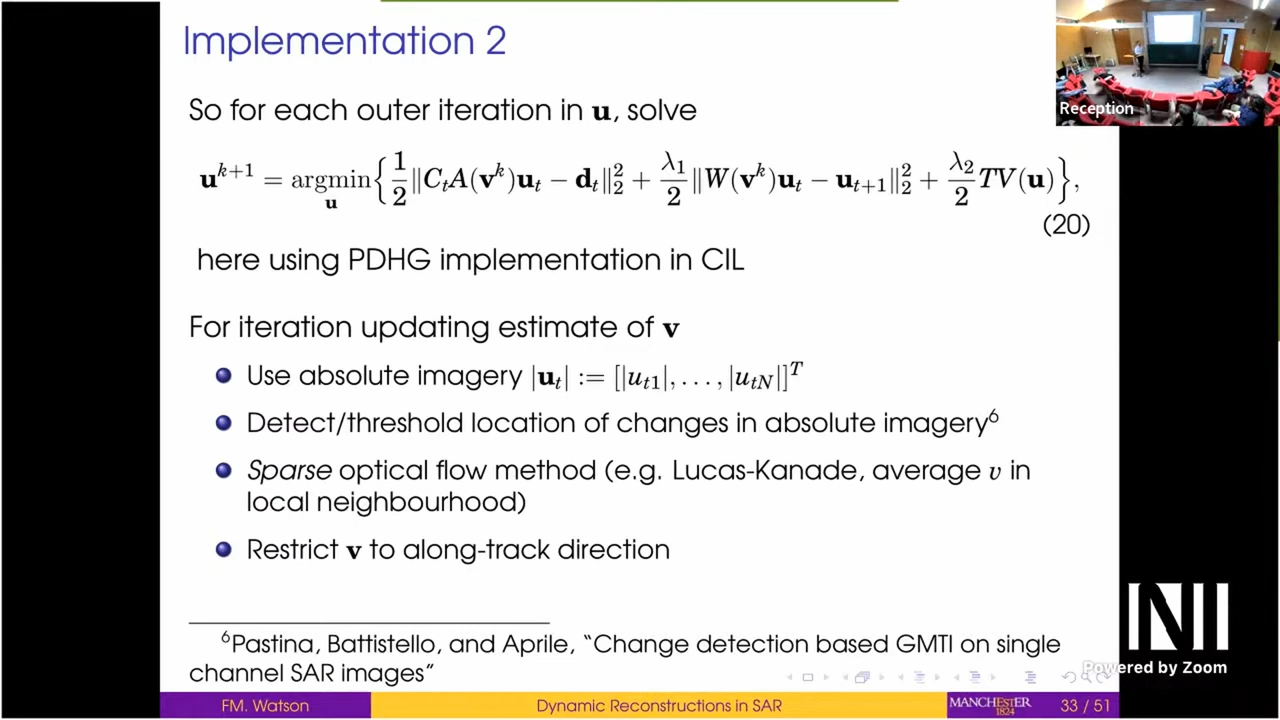 Implementation 2
So for each outer iteration in u, solve
u^{k+1} = argmin_u { 1/2 ‖C_t A(v^k)u_t − d_t‖_2^2 + λ_1/2 ‖W(v^k)u_t − u_{t+1}‖_2^2 + λ_2/2 TV(u) },
(20)
here using PDHG implementation in CIL
For iteration updating estimate of v
Use absolute imagery |u_t| := [|u_{t1}|, . . . , |u_{tN}|]^T
Detect/threshold location of changes in absolute imagery⁶
Sparse optical flow method (e.g. Lucas-Kanade, average v in
local neighbourhood)
Restrict v to along-track direction
⁶Pastina, Battistello, and Aprile, “Change detection based GMTI on single
channel SAR images”
FM. Watson
Dynamic Reconstructions in SAR
MANCHESTER
1824
33 / 51
Reception
NI
Powered by Zoom